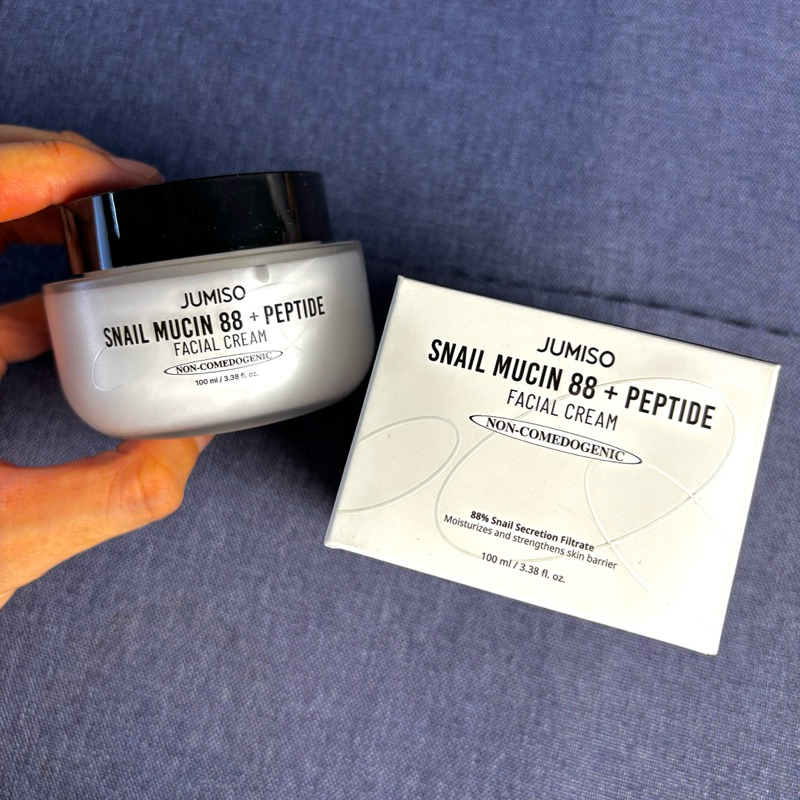 JUMISO
SNAIL MUCIN 88 + PEPTIDE
FACIAL CREAM
NON-COMEDOGENIC
100 ml / 3.38 fl. oz.
JUMISO
SNAIL MUCIN 88 + PEPTIDE
FACIAL CREAM
NON-COMEDOGENIC
88% Snail Secretion Filtrate
Moisturizes and strengthens skin barrier
100 ml / 3.38 fl. oz.